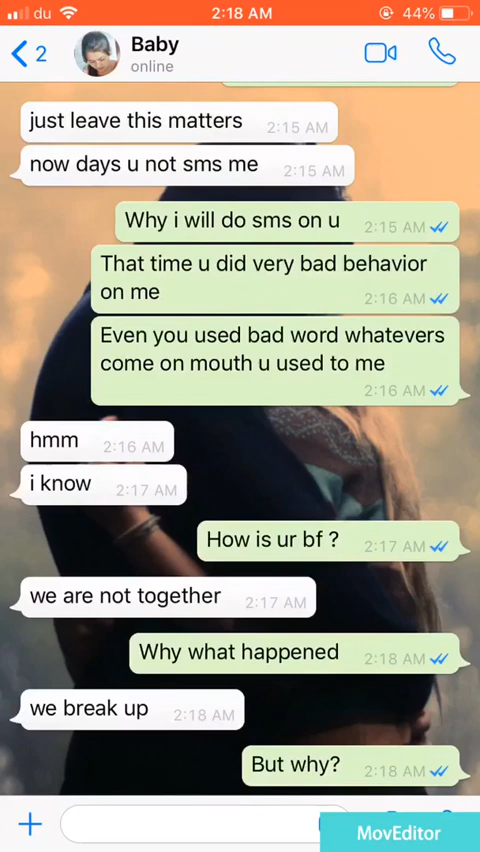 du
2:18 AM
44%
2
Baby
online
just leave this matters
2:15 AM
now days u not sms me
2:15 AM
Why i will do sms on u
2:15 AM
That time u did very bad behavior
on me
2:16 AM
Even you used bad word whatevers
come on mouth u used to me
2:16 AM
hmm
2:16 AM
i know
2:17 AM
How is ur bf ?
2:17 AM
we are not together
2:17 AM
Why what happened
2:18 AM
we break up
2:18 AM
But why?
2:18 AM
MovEditor